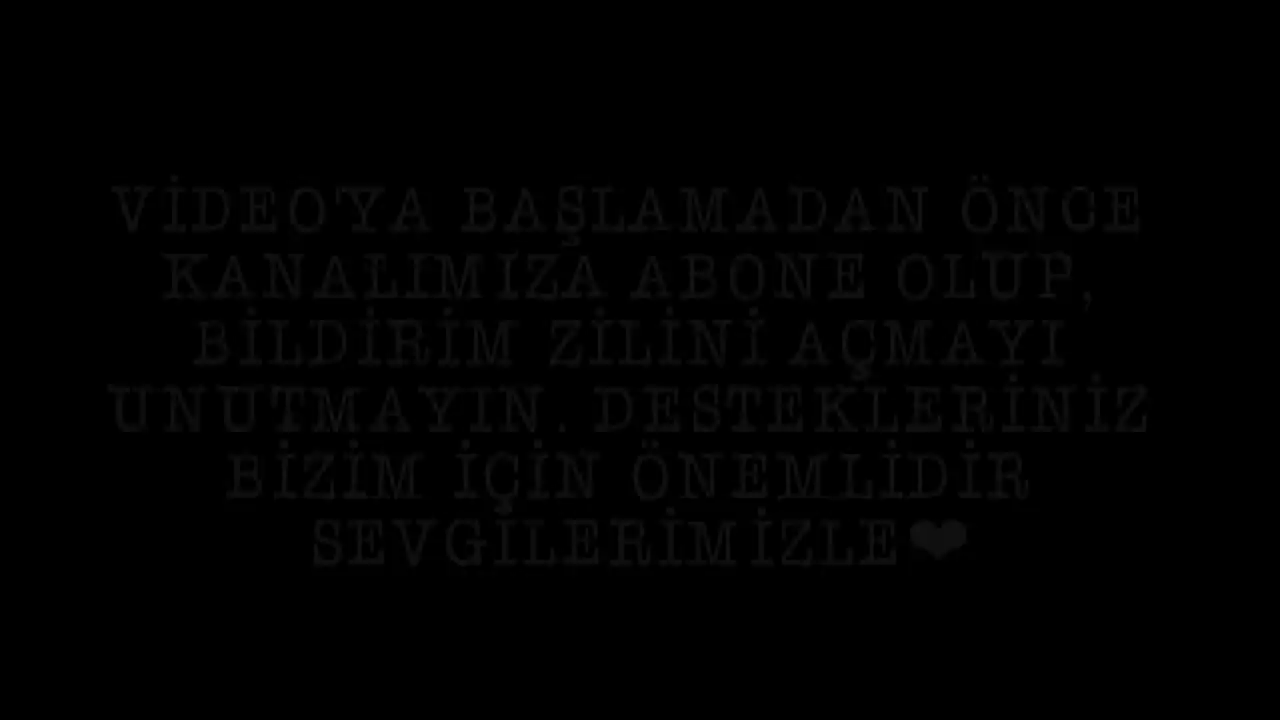 VİDEO'YA BAŞLAMADAN ÖNCE
KANALIMIZA ABONE OLUP,
BİLDİRİM ZİLİNİ AÇMAYI
UNUTMAYIN. DESTEKLERİNİZ
BİZİM İÇİN ÖNEMLİDİR
SEVGİLERİMİZLE❤